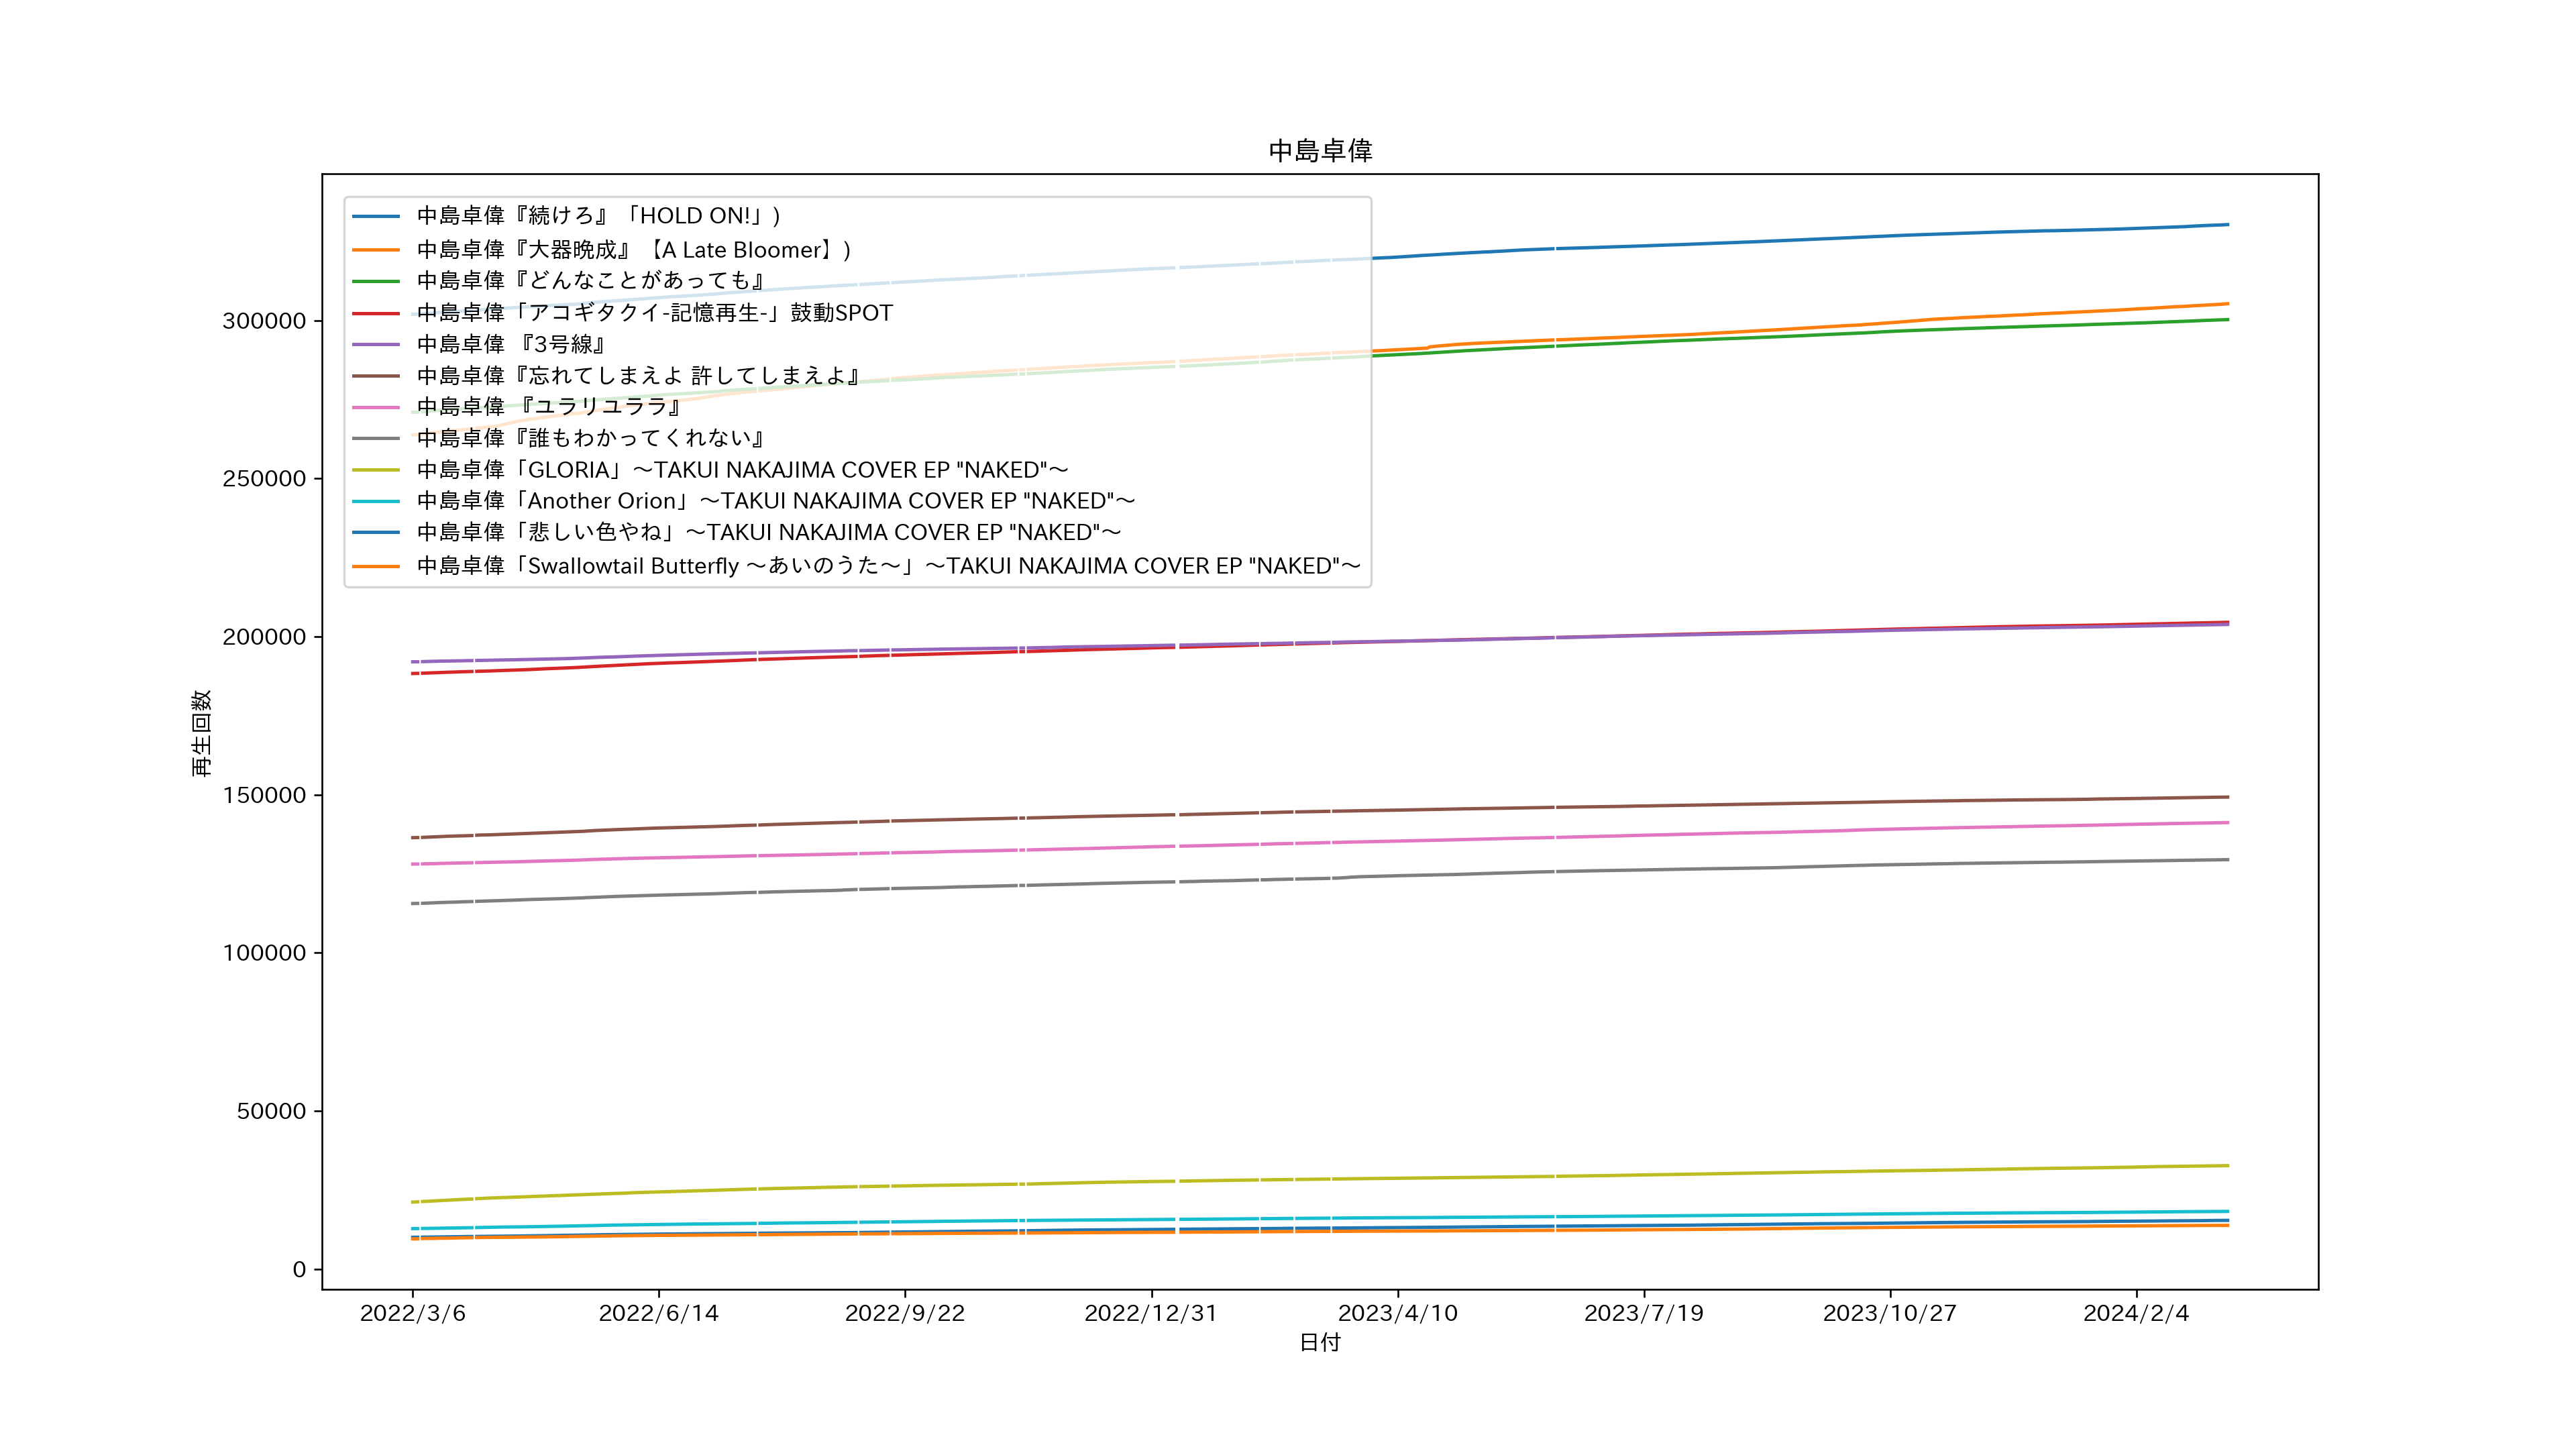 中島卓偉
中島卓偉『続けろ』「HOLD ON!」)
中島卓偉『大器晩成』【A Late Bloomer】)
中島卓偉『どんなことがあっても』
中島卓偉「アコギタクイ-記憶再生-」鼓動SPOT
中島卓偉 『3号線』
中島卓偉『忘れてしまえよ 許してしまえよ』
中島卓偉 『ユラリユララ』
中島卓偉『誰もわかってくれない』
中島卓偉「GLORIA」～TAKUI NAKAJIMA COVER EP "NAKED"～
中島卓偉「Another Orion」～TAKUI NAKAJIMA COVER EP "NAKED"～
中島卓偉「悲しい色やね」～TAKUI NAKAJIMA COVER EP "NAKED"～
中島卓偉「Swallowtail Butterfly ～あいのうた～」～TAKUI NAKAJIMA COVER EP "NAKED"～
300000
250000
200000
150000
100000
50000
0
再生回数
2022/3/6 2022/6/14 2022/9/22 2022/12/31 2023/4/10 2023/7/19 2023/10/27 2024/2/4
日付